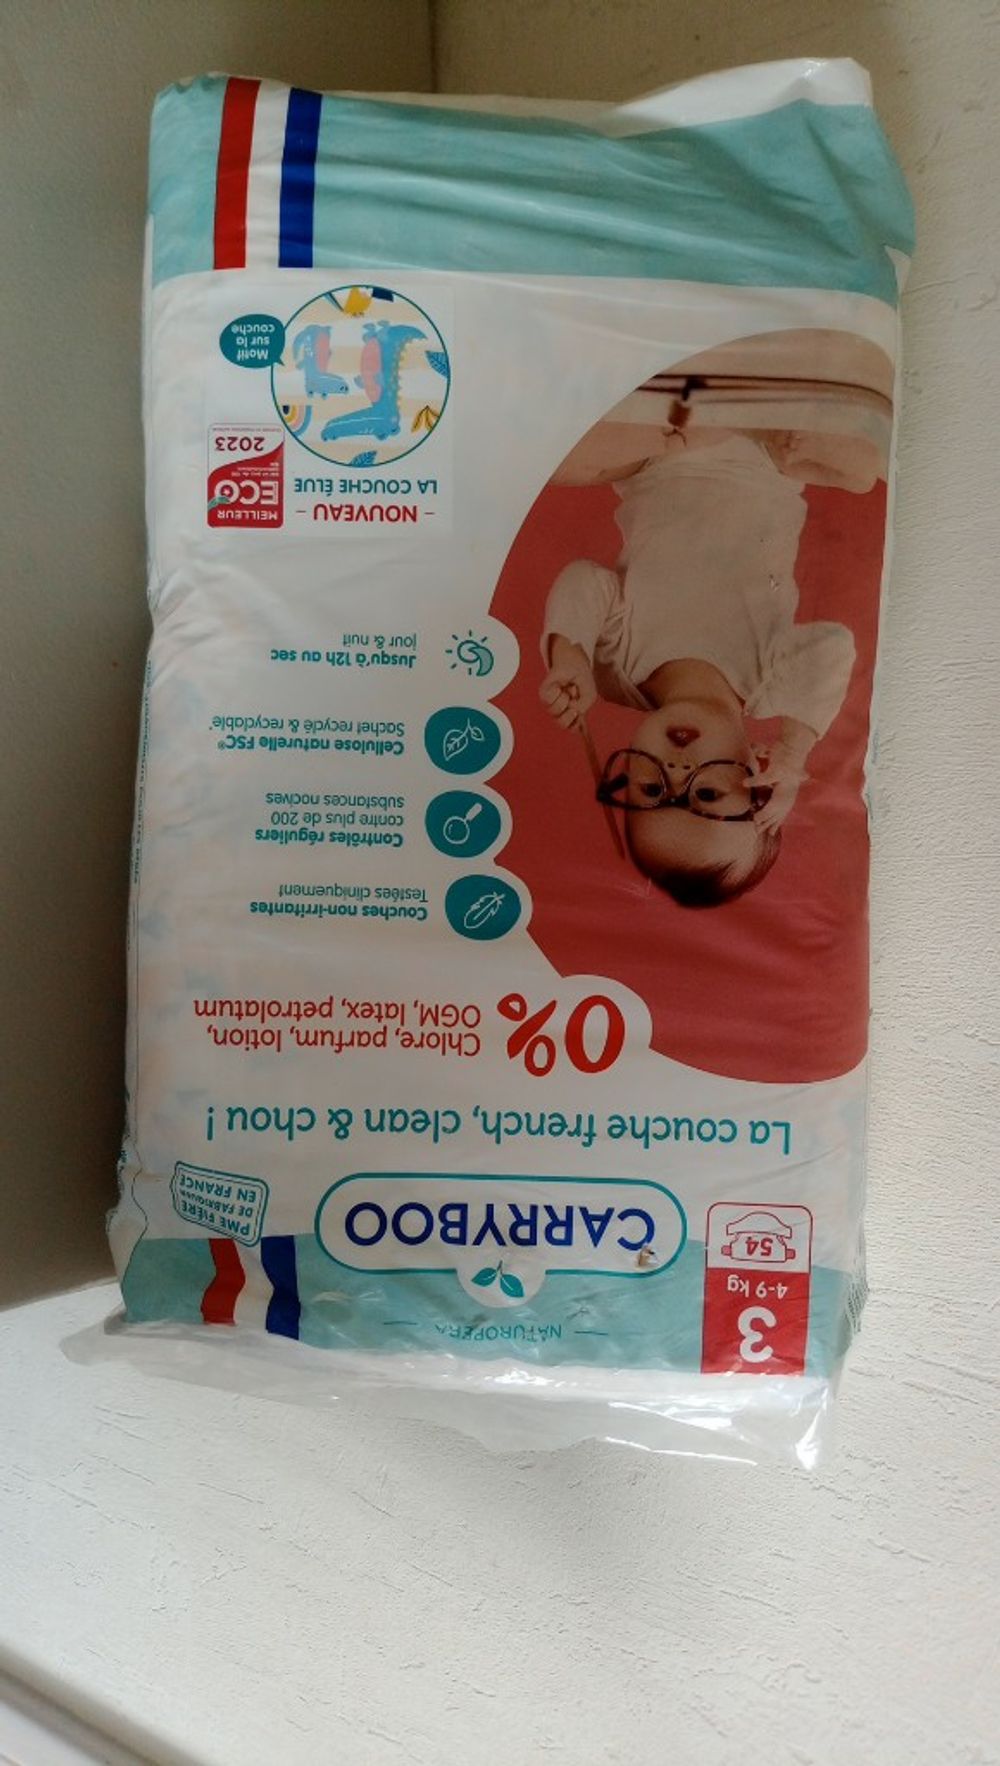 NATUROPERA
3
4-9 kg
54
CARRYBOO
PME FIÈRE
DE FABRIQUER
EN FRANCE
La couche french, clean & chou !
0%
Chlore, parfum, lotion,
OGM, latex, petrolatum
Couches non-irritantes
Testées cliniquement
Contrôles réguliers
contre plus de 200
substances nocives
Cellulose naturelle FSC®
Sachet recyclé & recyclable*
Jusqu'à 12h au sec
jour & nuit
- NOUVEAU -
LA COUCHE ÉLUE
MEILLEUR
ECO
2023
Motif
sur la
couche